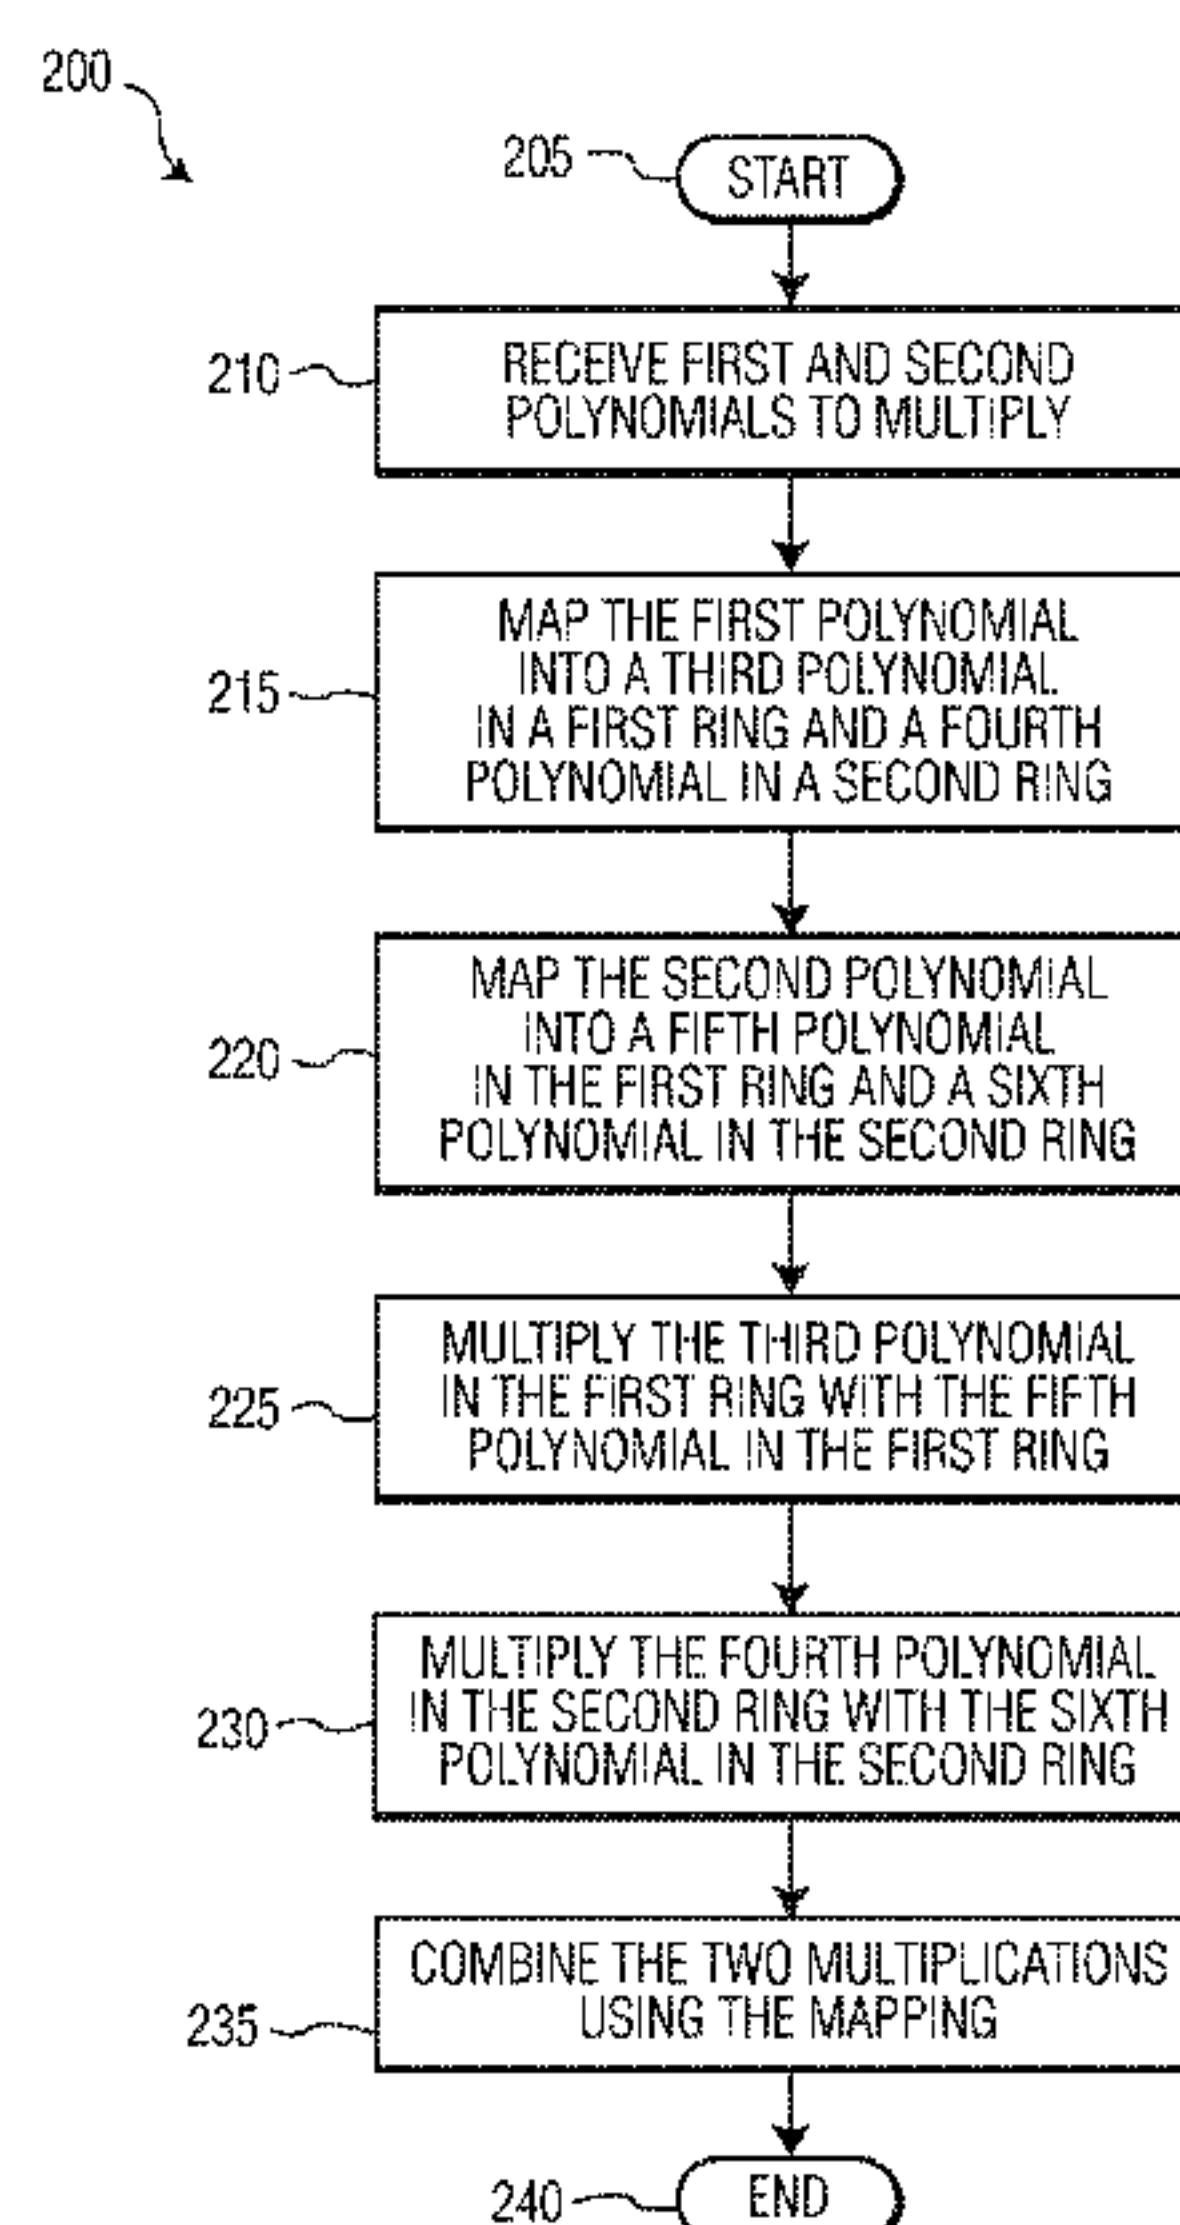 200
205
START
210
RECEIVE FIRST AND SECOND
POLYNOMIALS TO MULTIPLY
215
MAP THE FIRST POLYNOMIAL
INTO A THIRD POLYNOMIAL
IN A FIRST RING AND A FOURTH
POLYNOMIAL IN A SECOND RING
220
MAP THE SECOND POLYNOMIAL
INTO A FIFTH POLYNOMIAL
IN THE FIRST RING AND A SIXTH
POLYNOMIAL IN THE SECOND RING
225
MULTIPLY THE THIRD POLYNOMIAL
IN THE FIRST RING WITH THE FIFTH
POLYNOMIAL IN THE FIRST RING
230
MULTIPLY THE FOURTH POLYNOMIAL
IN THE SECOND RING WITH THE SIXTH
POLYNOMIAL IN THE SECOND RING
235
COMBINE THE TWO MULTIPLICATIONS
USING THE MAPPING
240
END